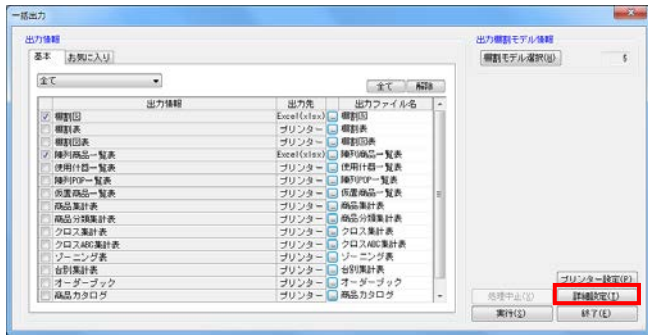 一括出力
出力情報
基本 お気に入り
全て
全て 解除
出力情報 出力先 出力ファイル名
棚割図 Excel(xlsx) 棚割図
棚割表 プリンター 棚割表
棚割図表 プリンター 棚割図表
陳列商品一覧表 Excel(xlsx) 陳列商品一覧表
使用什器一覧表 プリンター 使用什器一覧表
陳列POP一覧表 プリンター 陳列POP一覧表
仮置商品一覧表 プリンター 仮置商品一覧表
商品集計表 プリンター 商品集計表
商品分類集計表 プリンター 商品分類集計表
クロス集計表 プリンター クロス集計表
クロスABC集計表 プリンター クロスABC集計表
ゾーニング表 プリンター ゾーニング表
台別集計表 プリンター 台別集計表
オーダーブック プリンター オーダーブック
商品カタログ プリンター 商品カタログ
出力棚割モデル情報
棚割モデル選択(M) 5
プリンター設定(P)
処理中止(X) 詳細設定(I)
実行(S) 終了(E)